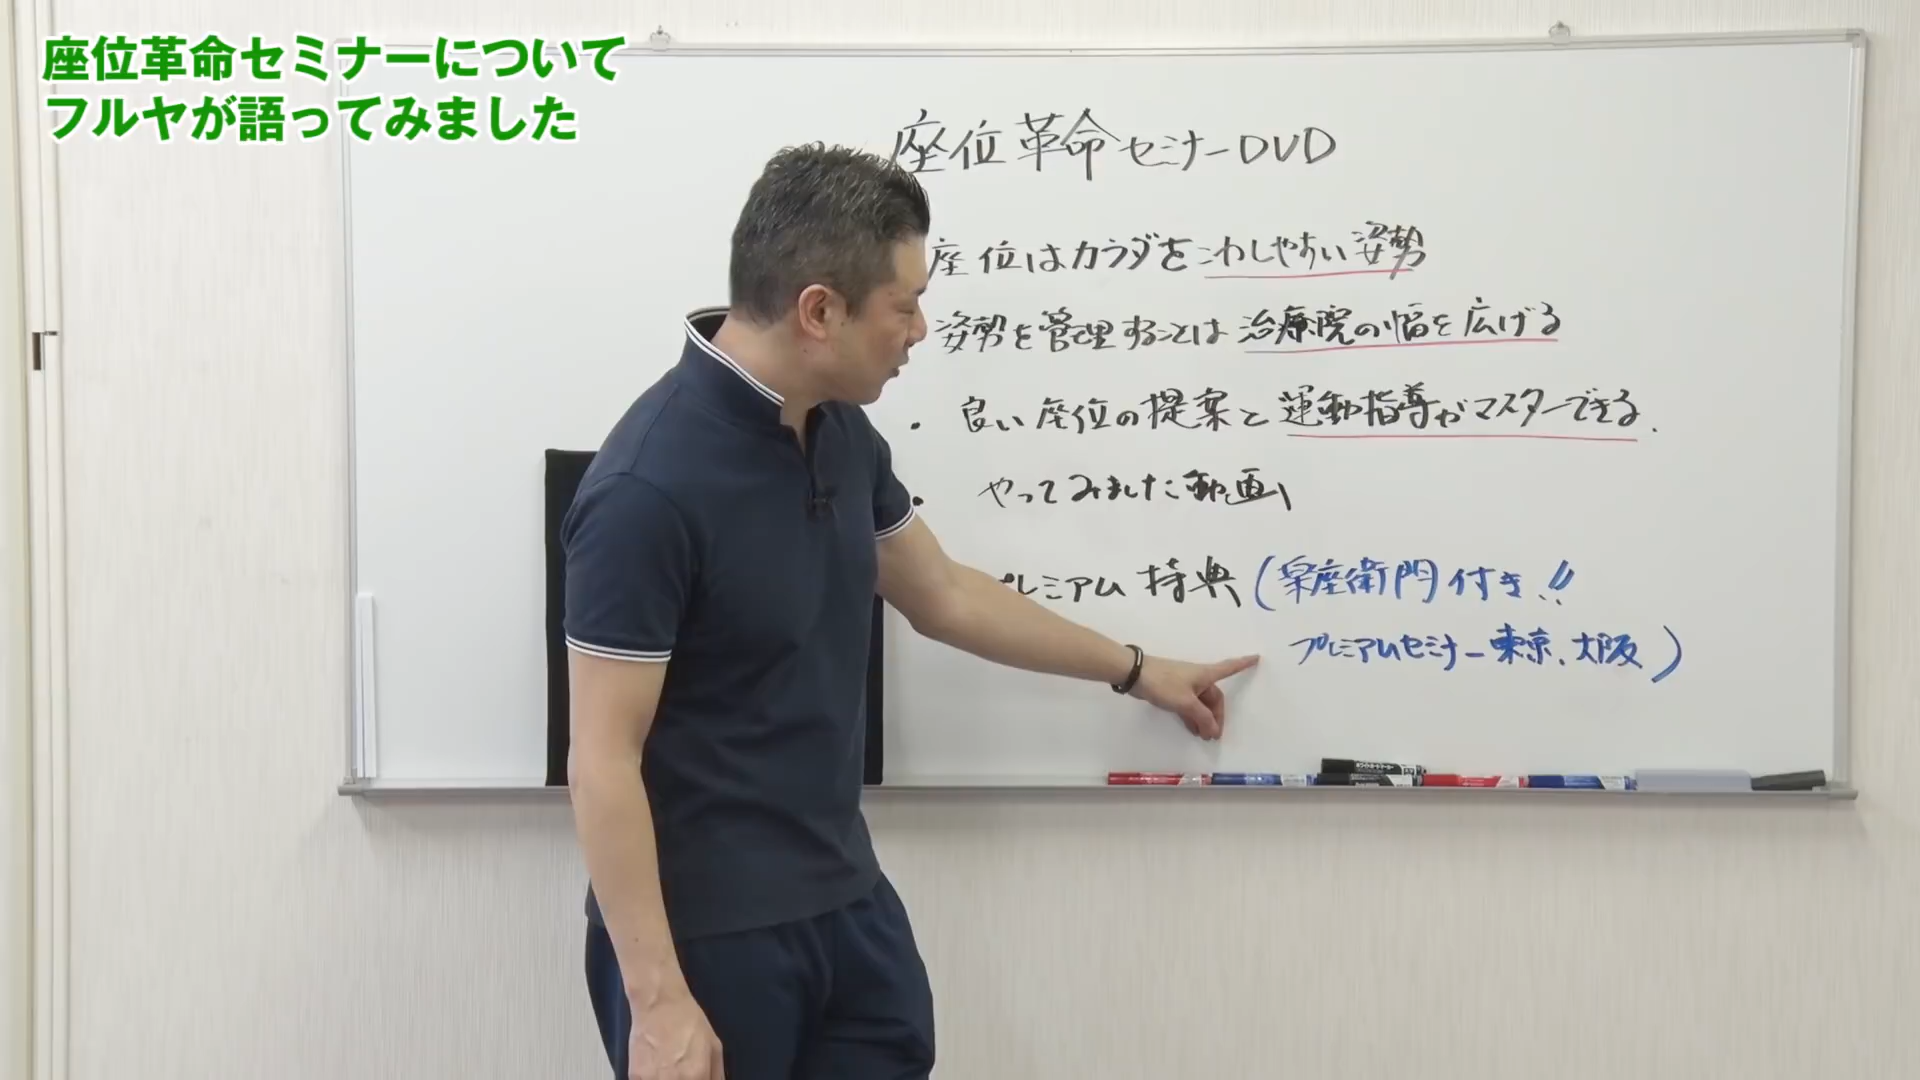 座位革命セミナーについて
フルヤが語ってみました
座位革命セミナーDVD
座位はカラダをこわしやすい姿勢
姿勢を管理することは治療院の幅を広げる
・良い座位の提案と運動指導がマスターできる.
・やってみました動画
レミアム特典(楽座衛門付き!!
プレミアムセミナー東京、大阪)